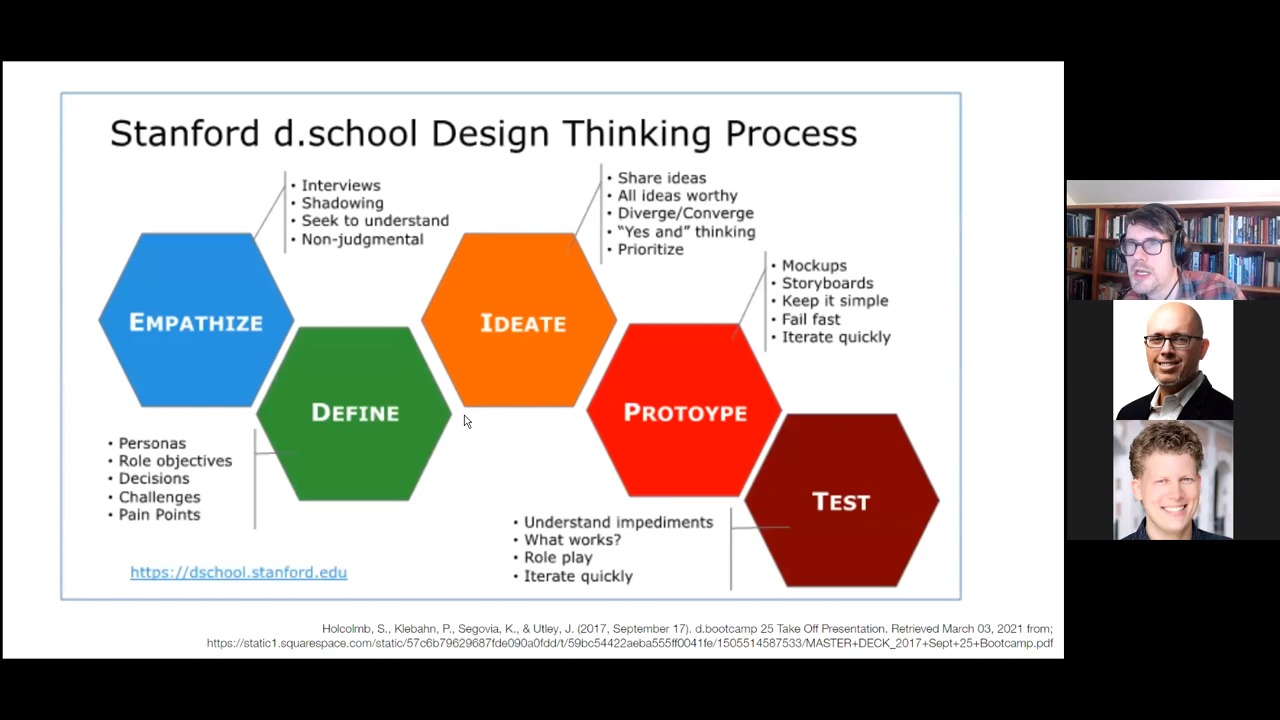 Stanford d.school Design Thinking Process
• Interviews
• Shadowing
• Seek to understand
• Non-judgmental
• Share ideas
• All ideas worthy
• Diverge/Converge
• “Yes and” thinking
• Prioritize
• Mockups
• Storyboards
• Keep it simple
• Fail fast
• Iterate quickly
EMPATHIZE
DEFINE
IDEATE
PROTOYPE
TEST
• Personas
• Role objectives
• Decisions
• Challenges
• Pain Points
• Understand impediments
• What works?
• Role play
• Iterate quickly
https://dschool.stanford.edu
Holcolmb, S., Klebahn, P., Segovia, K., & Utley, J. (2017, September 17). d.bootcamp 25 Take Off Presentation. Retrieved March 03, 2021 from;
https://static1.squarespace.com/static/57c6b79629687fde090a0fdd/t/59bc54422aeba555ff0041fe/1505514587533/MASTER+DECK_2017+Sept+25+Bootcamp.pdf